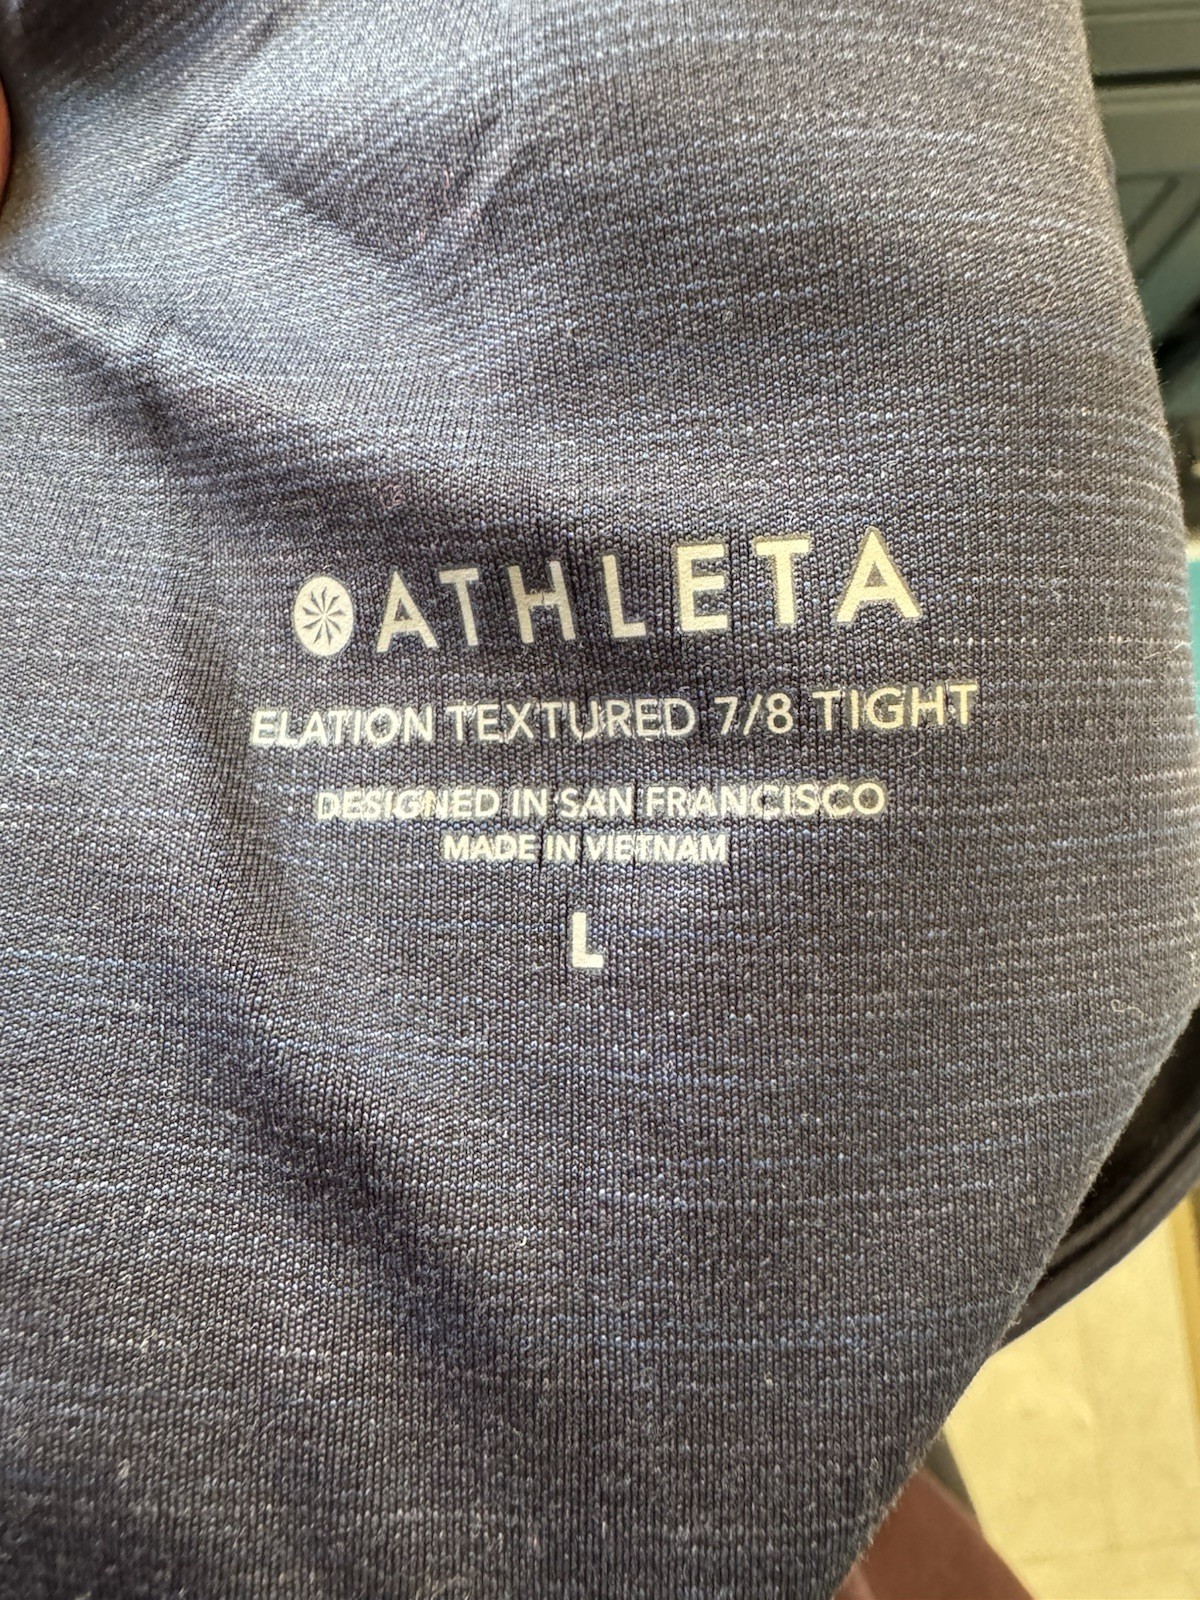 ATHLETA
ELATION TEXTURED 7/8 TIGHT
DESIGNED IN SAN FRANCISCO
MADE IN VIETNAM
L